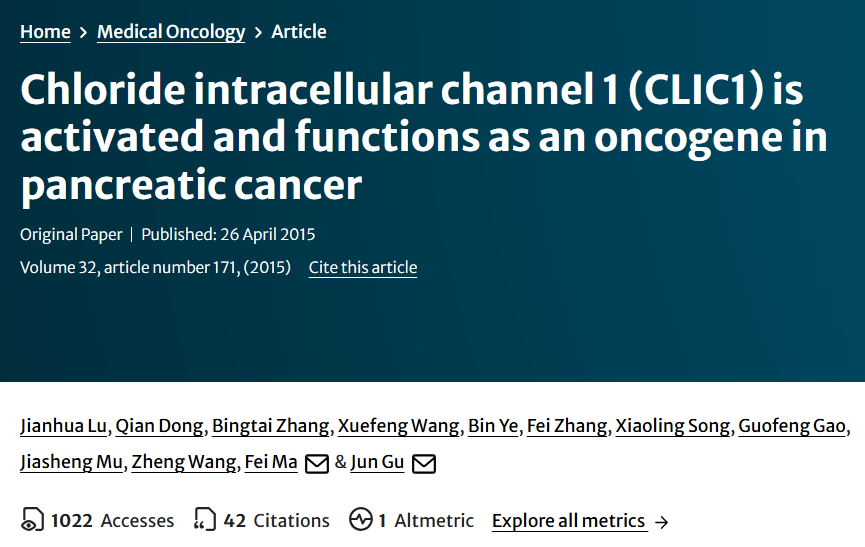 Home > Medical Oncology > Article
Chloride intracellular channel 1 (CLIC1) is
activated and functions as an oncogene in
pancreatic cancer
Original Paper | Published: 26 April 2015
Volume 32, article number 171, (2015) Cite this article
Jianhua Lu, Qian Dong, Bingtai Zhang, Xuefeng Wang, Bin Ye, Fei Zhang, Xiaoling Song, Guofeng Gao,
Jiasheng Mu, Zheng Wang, Fei Ma & Jun Gu
1022 Accesses 42 Citations 1 Altmetric Explore all metrics →